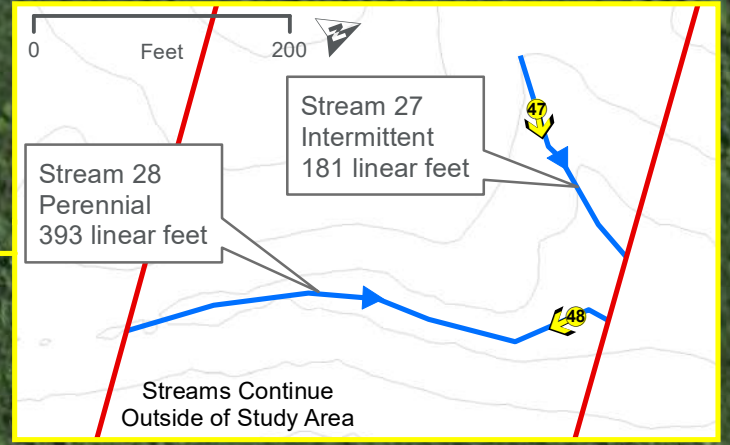 0 Feet 200
N
47
Stream 27
Intermittent
181 linear feet
Stream 28
Perennial
393 linear feet
48
Streams Continue
Outside of Study Area